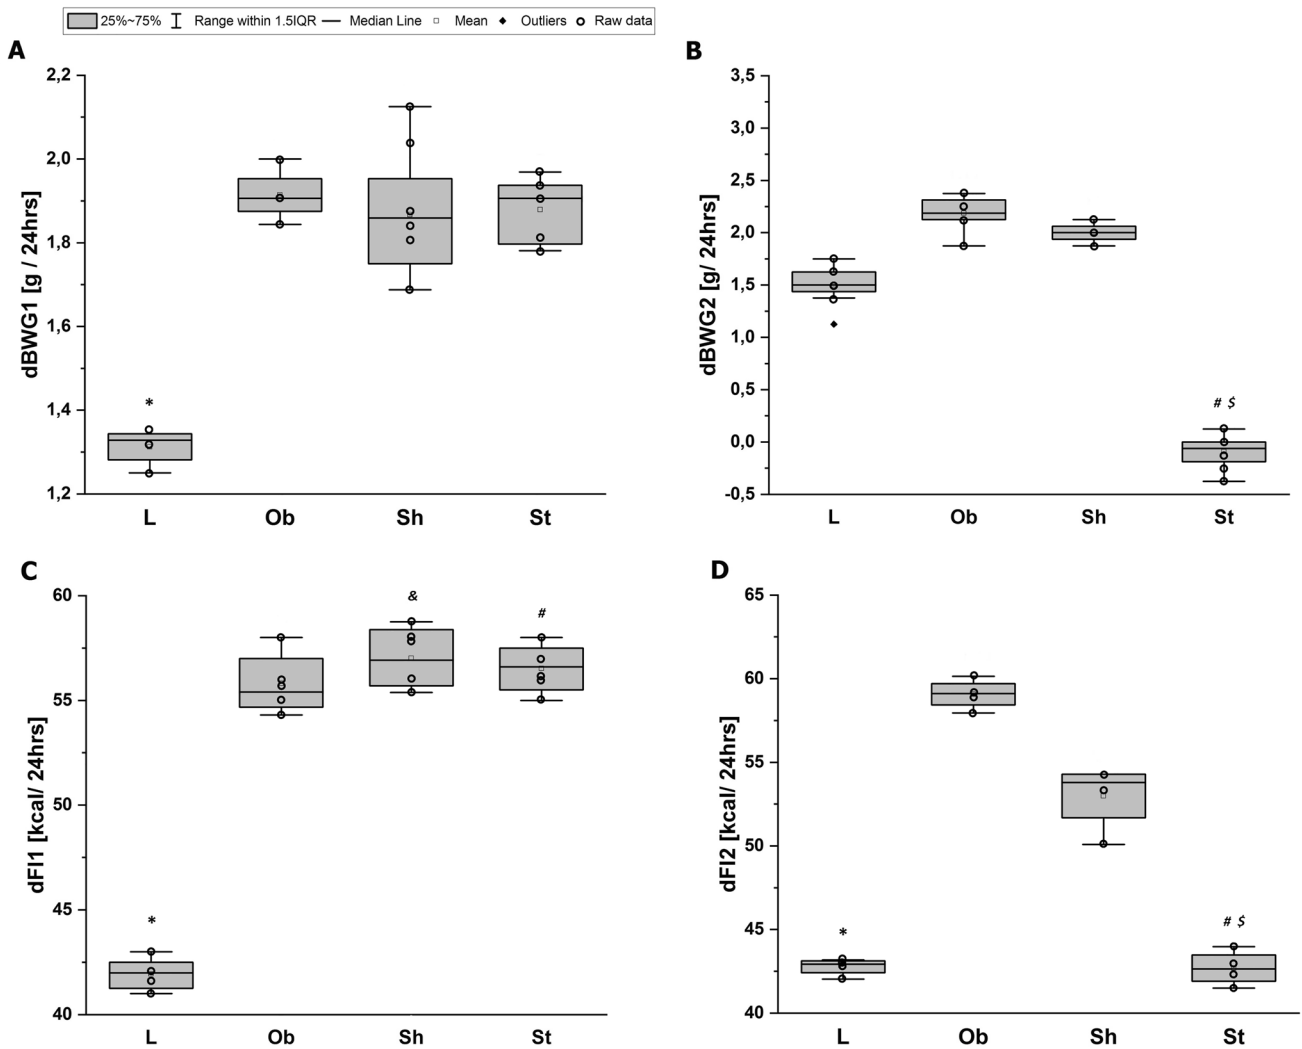 25%~75% Range within 1.5IQR Median Line Mean Outliers Raw data
A
dBWG1 [g / 24hrs]
2,2
2,0
1,8
1,6
1,4
1,2
*
L Ob Sh St
B
dBWG2 [g/ 24hrs]
3,5
3,0
2,5
2,0
1,5
1,0
0,5
0,0
-0,5
# $
L Ob Sh St
C
dFI1 [kcal/ 24hrs]
60
55
50
45
40
*
&
#
L Ob Sh St
D
dFI2 [kcal/ 24hrs]
65
60
55
50
45
40
*
# $
L Ob Sh St